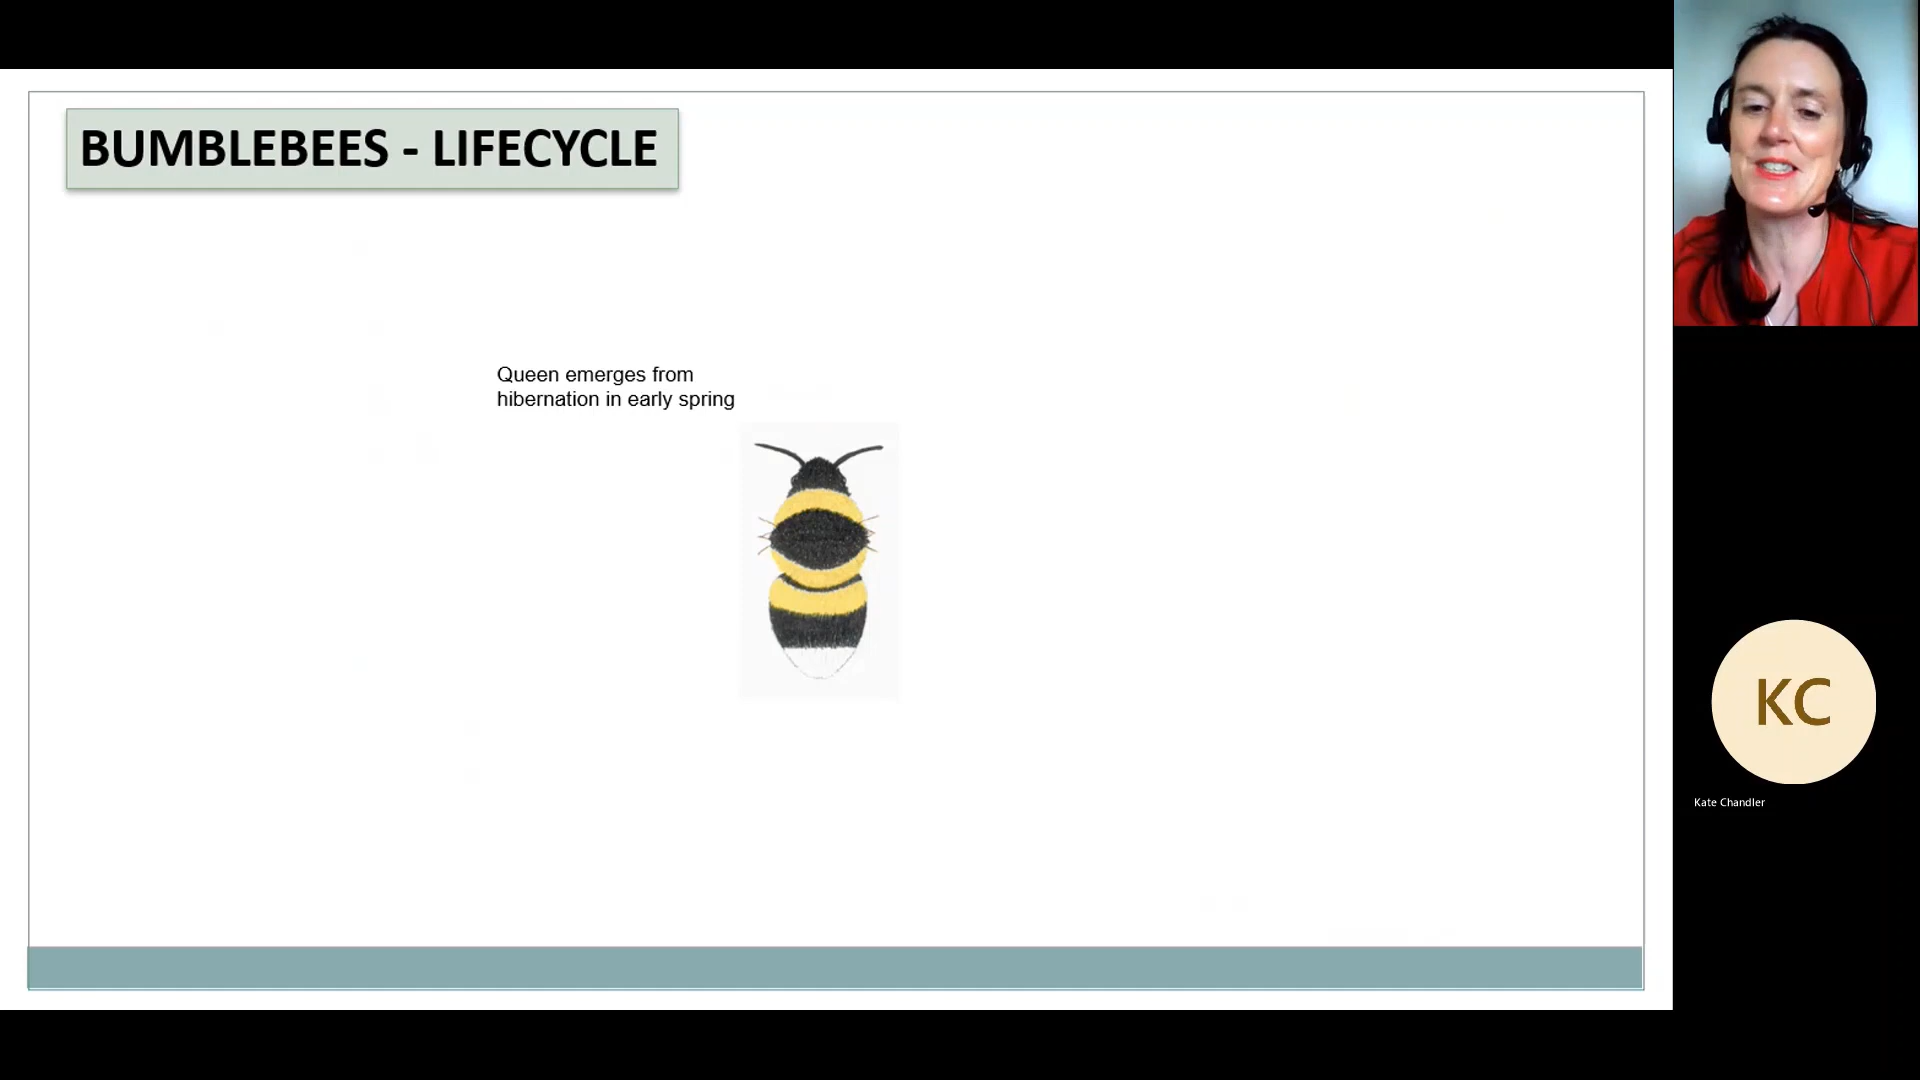 BUMBLEBEES - LIFECYCLE
Queen emerges from
hibernation in early spring
KC
Kate Chandler